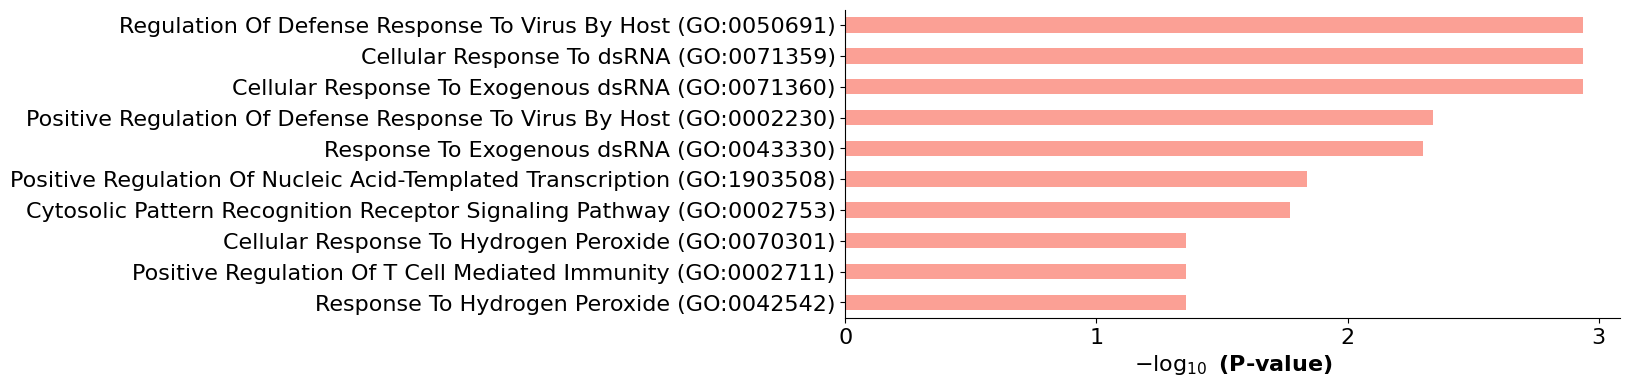 Regulation Of Defense Response To Virus By Host (GO:0050691)
Cellular Response To dsRNA (GO:0071359)
Cellular Response To Exogenous dsRNA (GO:0071360)
Positive Regulation Of Defense Response To Virus By Host (GO:0002230)
Response To Exogenous dsRNA (GO:0043330)
Positive Regulation Of Nucleic Acid-Templated Transcription (GO:1903508)
Cytosolic Pattern Recognition Receptor Signaling Pathway (GO:0002753)
Cellular Response To Hydrogen Peroxide (GO:0070301)
Positive Regulation Of T Cell Mediated Immunity (GO:0002711)
Response To Hydrogen Peroxide (GO:0042542)
0 1 2 3
−log₁₀ (P-value)